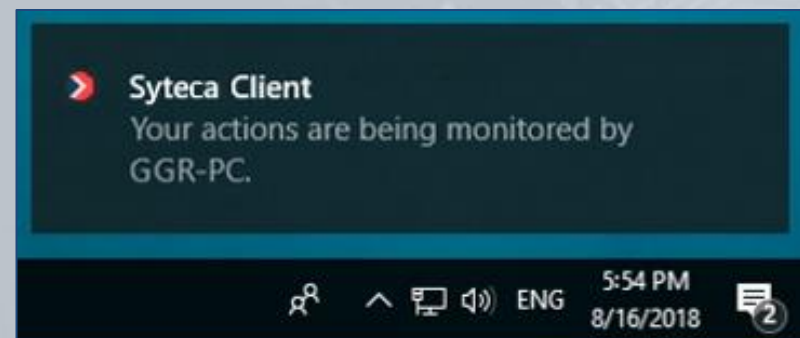 Syteca Client
Your actions are being monitored by
GGR-PC.
ENG
5:54 PM
8/16/2018
2